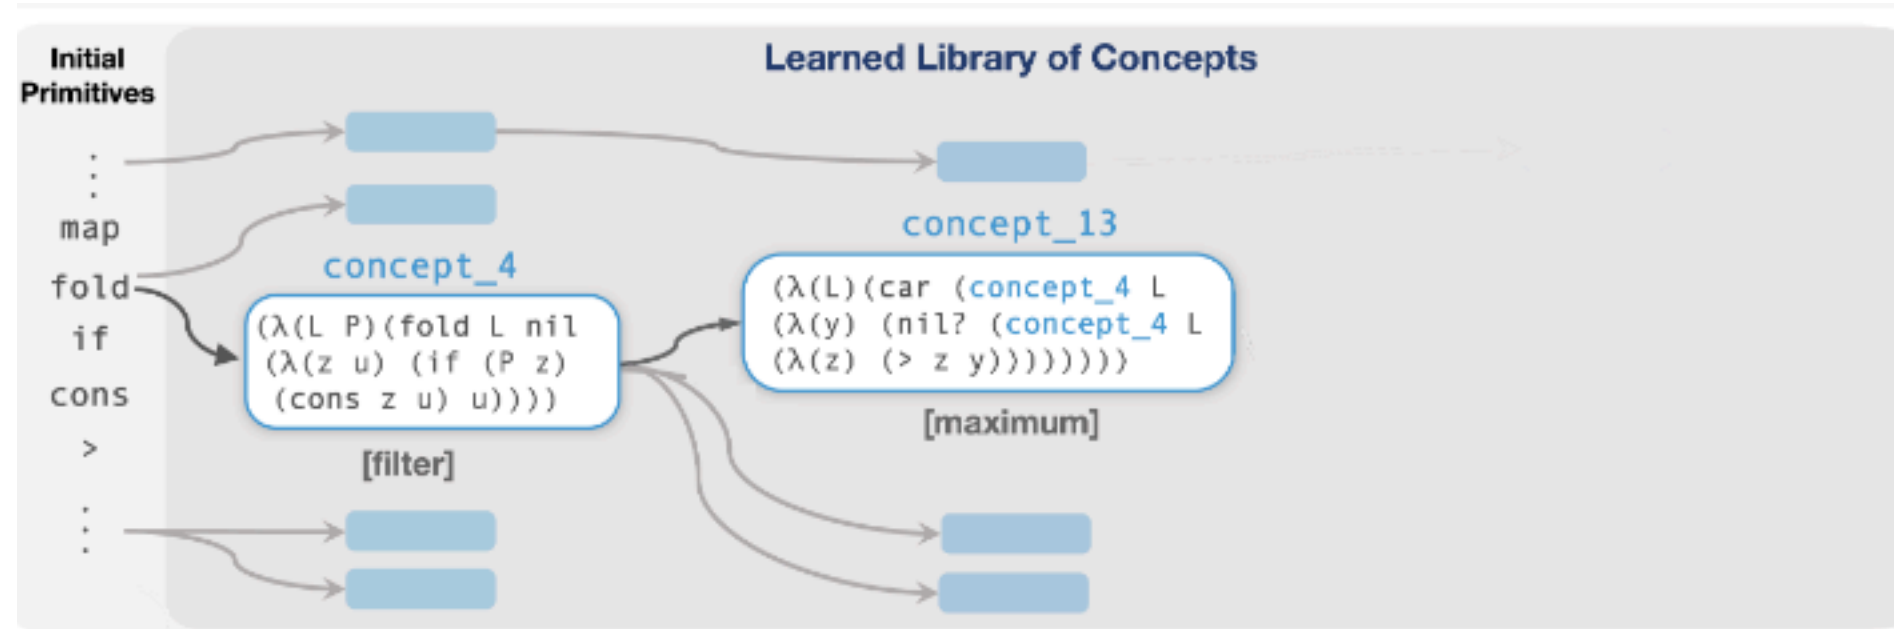 Initial
Primitives
Learned Library of Concepts
⋮
map
fold
if
cons
>
⋮
concept_4
(λ(L P)(fold L nil
(λ(z u) (if (P z)
(cons z u) u))))
[filter]
concept_13
(λ(L)(car (concept_4 L
(λ(y) (nil? (concept_4 L
(λ(z) (> z y))))))))
[maximum]